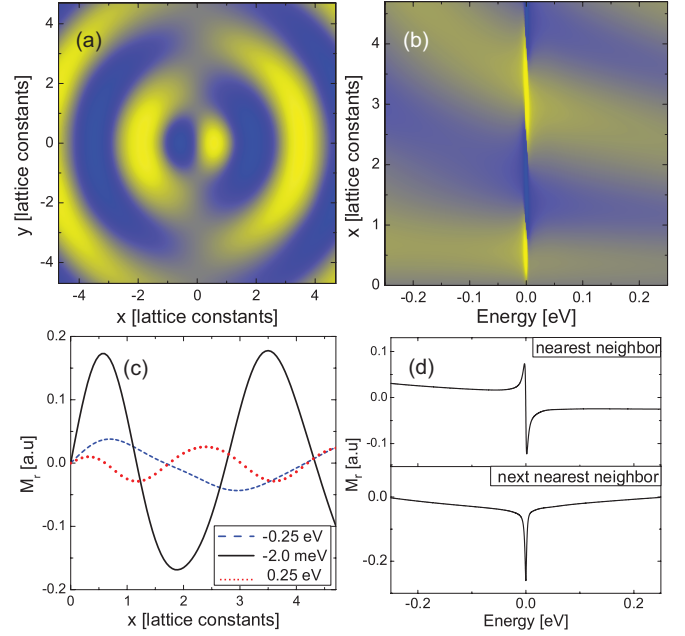 (a)
4
2
0
-2
-4
y [lattice constants]
-4 -2 0 2 4
x [lattice constants]
(b)
4
3
2
1
0
x [lattice constants]
-0.2 -0.1 0.0 0.1 0.2
Energy [eV]
(c)
0.2
0.1
0.0
-0.1
-0.2
M_r [a.u]
-0.25 eV
-2.0 meV
0.25 eV
0 1 2 3 4
x [lattice constants]
(d)
nearest neighbor
0.1
0.0
-0.1
next nearest neighbor
0.0
-0.2
M_r [a.u]
-0.2 0.0 0.2
Energy [eV]